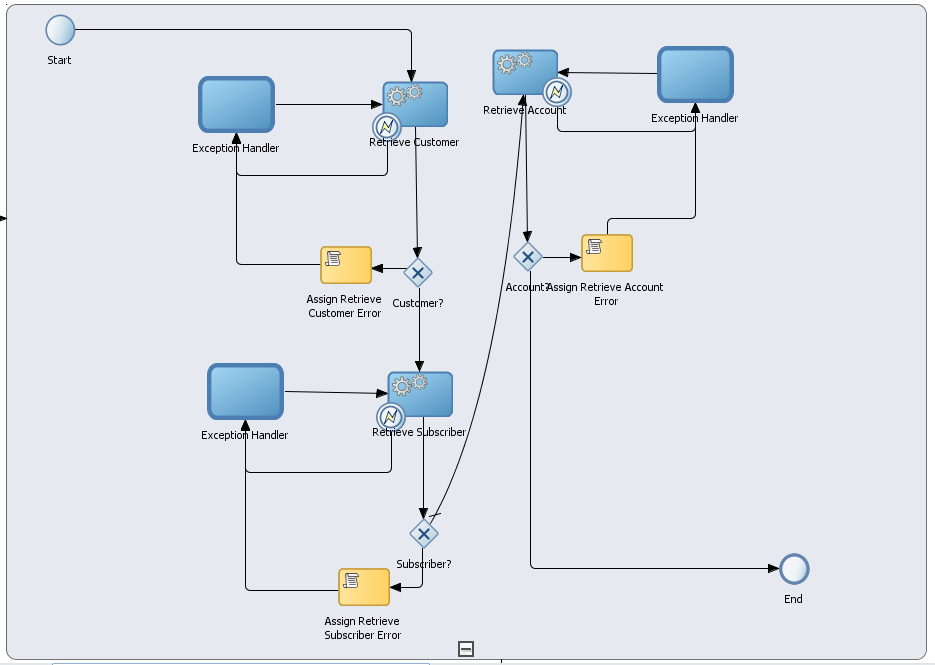 Start
Retrieve Account
Exception Handler
Exception Handler
Retrieve Customer
Assign Retrieve
Customer Error
Customer?
Account?
Assign Retrieve Account
Error
Exception Handler
Retrieve Subscriber
Subscriber?
Assign Retrieve
Subscriber Error
End